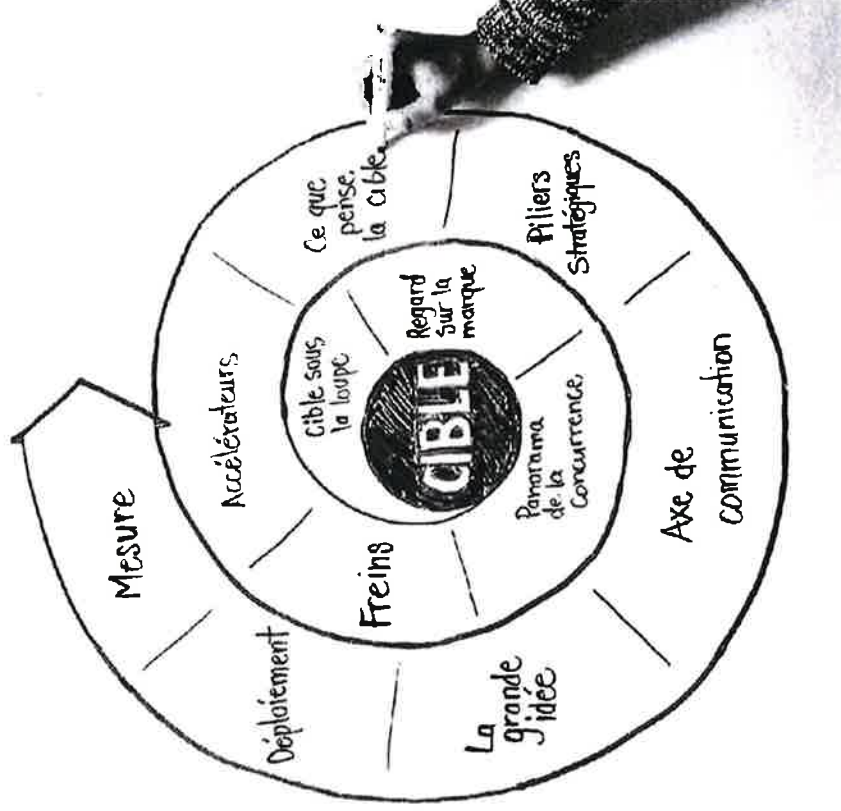 CIBLE
Cible sous
la loupe
Regard
sur la
marque
Panorama
de la
Concurrence
Freins
Accélérateurs
Ce que
pense
la cible
Piliers
Stratégiques
Axe de
communication
La
grande
idée
Déploiement
Mesure